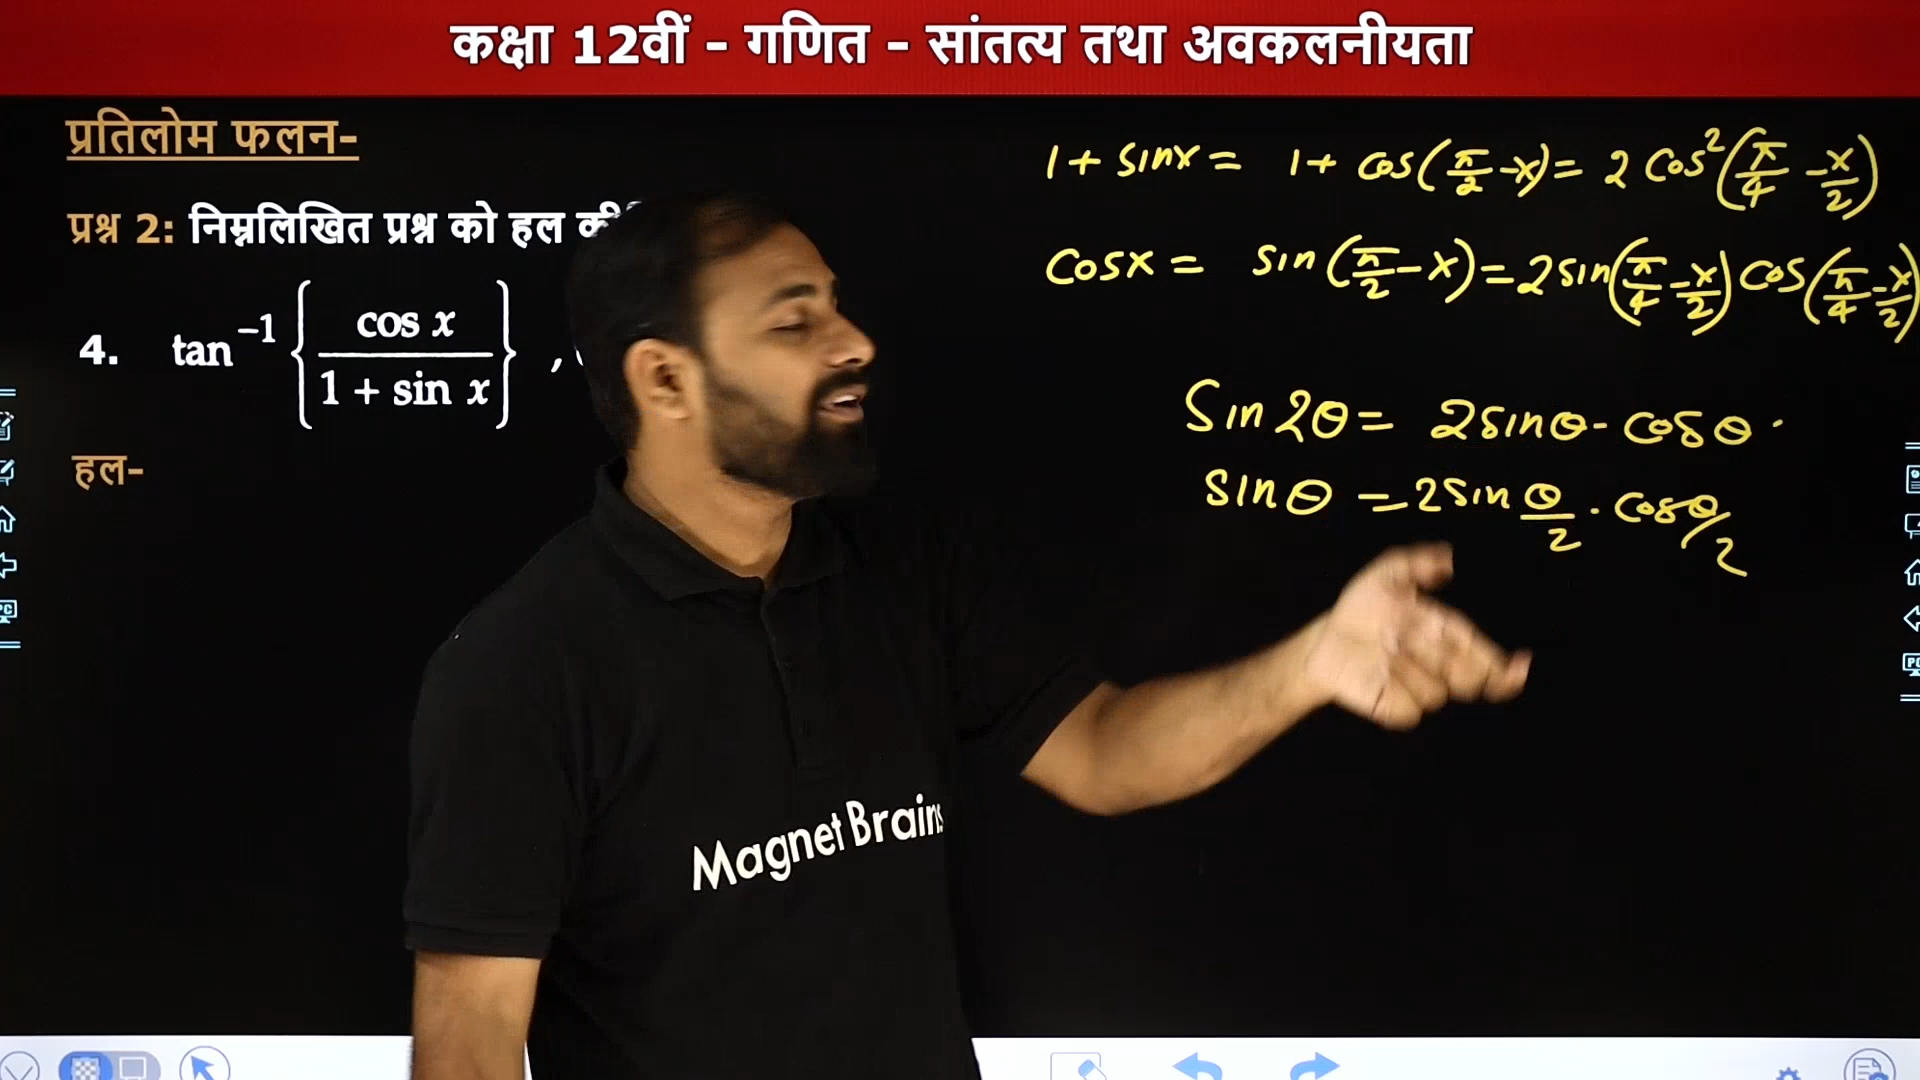 कक्षा 12वीं - गणित - सांतत्य तथा अवकलनीयता
प्रतिलोम फलन-
प्रश्न 2: निम्नलिखित प्रश्न को हल
4. tan⁻¹ { cos x / 1 + sin x } ,
हल-
1 + sinx = 1 + cos(π/2 - x) = 2 cos²(π/4 - x/2)
cosx = sin(π/2 - x) = 2sin(π/4 - x/2) cos(π/4 - x/2)
Sin2θ = 2sinθ · cosθ ·
sinθ = 2sin θ/2 · cosθ/2
Magnet Brains